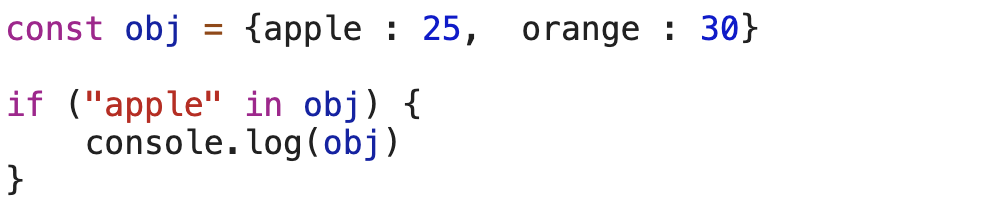 const obj = {apple : 25,  orange : 30}
if ("apple" in obj) {
    console.log(obj)
}